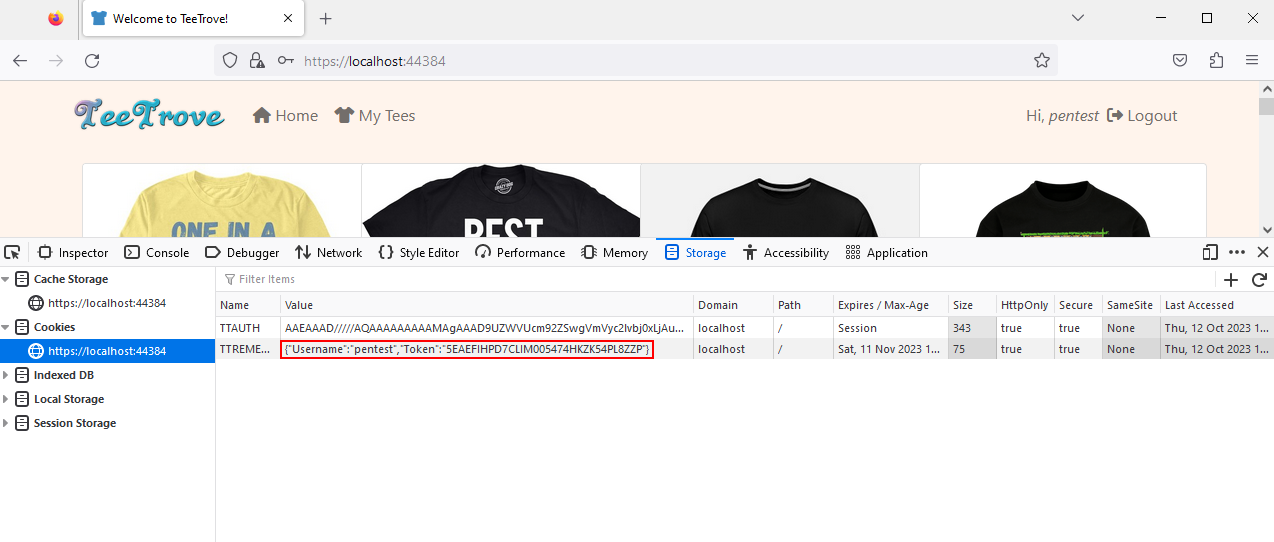 Welcome to TeeTrove!
https://localhost:44384
TeeTrove Home My Tees Hi, pentest Logout
ONE IN A
CRAZY DOG
BEST
Inspector Console Debugger Network Style Editor Performance Memory Storage Accessibility Application
Cache Storage Filter Items
https://localhost:44384
Name Value Domain Path Expires / Max-Age Size HttpOnly Secure SameSite Last Accessed
Cookies TTAUTH AAEAAAD/////AQAAAAAAAAAMAgAAAD9UZWVUcm92ZSwgVmVyc2lvbj0xLjAu... localhost / Session 343 true true None Thu, 12 Oct 2023 1...
https://localhost:44384 TTREME... {"Username":"pentest","Token":"5EAEFIHPD7CLIM005474HKZK54PL8ZZP"} localhost / Sat, 11 Nov 2023 1... 75 true true None Thu, 12 Oct 2023 1...
Indexed DB
Local Storage
Session Storage